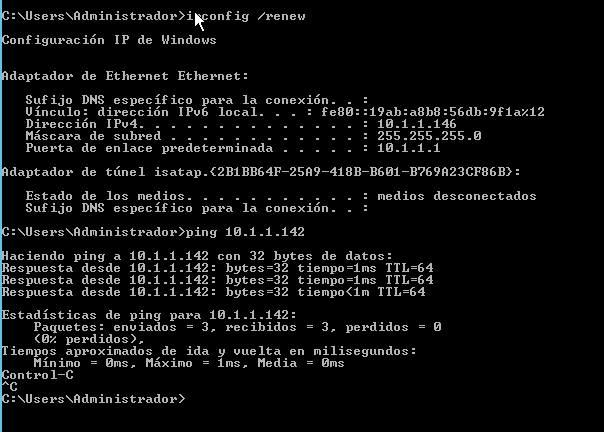 C:\Users\Administrador>ipconfig /renew
Configuración IP de Windows
Adaptador de Ethernet Ethernet:
Sufijo DNS específico para la conexión. . :
Vínculo: dirección IPv6 local. . . : fe80::19ab:a8b8:56db:9f1a%12
Dirección IPv4. . . . . . . . . . . . . . : 10.1.1.146
Máscara de subred . . . . . . . . . . . . : 255.255.255.0
Puerta de enlace predeterminada . . . . . : 10.1.1.1
Adaptador de túnel isatap.{2B1BB64F-25A9-418B-B601-B769A23CF86B}:
Estado de los medios. . . . . . . . . . . : medios desconectados
Sufijo DNS específico para la conexión. . :
C:\Users\Administrador>ping 10.1.1.142
Haciendo ping a 10.1.1.142 con 32 bytes de datos:
Respuesta desde 10.1.1.142: bytes=32 tiempo=1ms TTL=64
Respuesta desde 10.1.1.142: bytes=32 tiempo=1ms TTL=64
Respuesta desde 10.1.1.142: bytes=32 tiempo<1m TTL=64
Estadísticas de ping para 10.1.1.142:
Paquetes: enviados = 3, recibidos = 3, perdidos = 0
(0% perdidos),
Tiempos aproximados de ida y vuelta en milisegundos:
Mínimo = 0ms, Máximo = 1ms, Media = 0ms
Control-C
^C
C:\Users\Administrador>